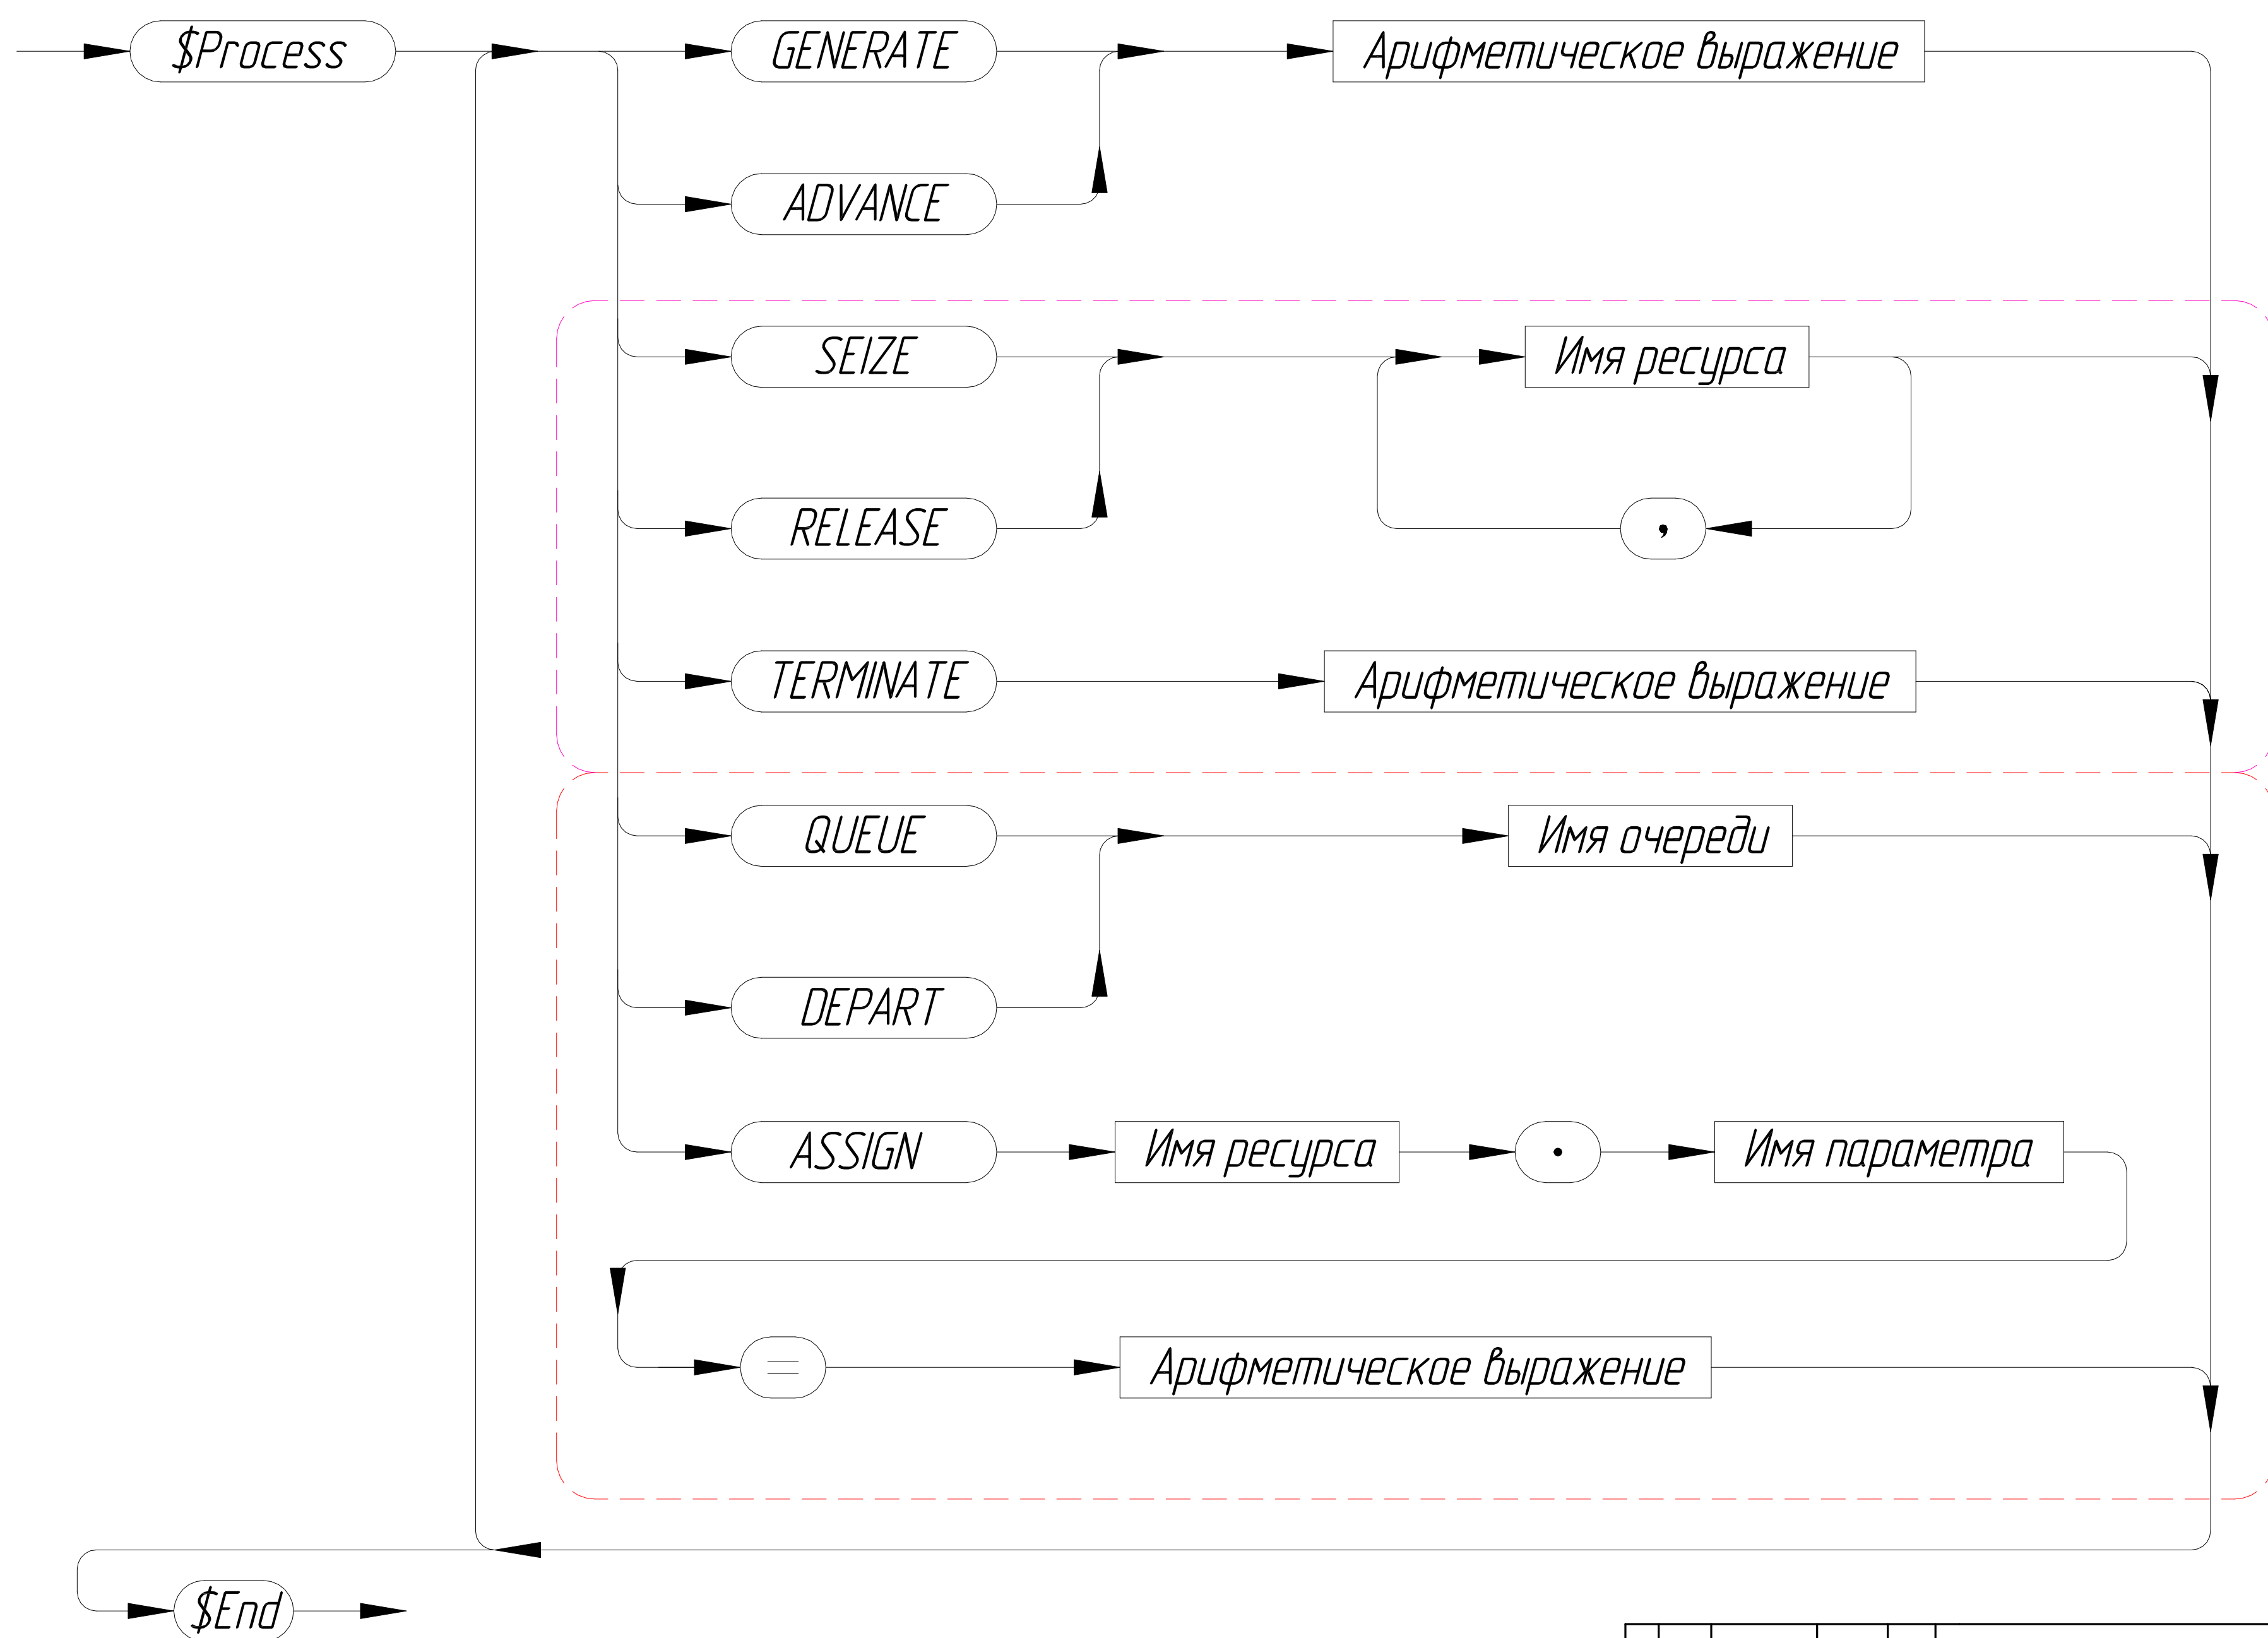 $Process
GENERATE
Арифметическое выражение
ADVANCE
SEIZE
Имя ресурса
RELEASE
,
TERMINATE
Арифметическое выражение
QUEUE
Имя очереди
DEPART
ASSIGN
Имя ресурса
.
Имя параметра
=
Арифметическое выражение
$End